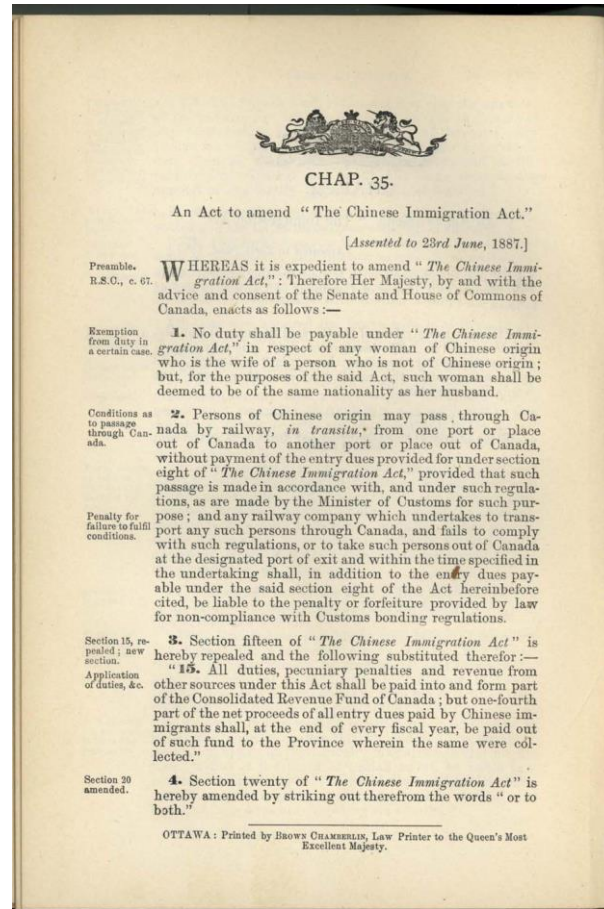 CHAP. 35.
An Act to amend " The Chinese Immigration Act."
[Assented to 23rd June, 1887.]
Preamble.
R.S.C., c. 67.
WHEREAS it is expedient to amend " The Chinese Immi-
gration Act," : Therefore Her Majesty, by and with the
advice and consent of the Senate and House of Commons of
Canada, enacts as follows :—
Exemption
from duty in
a certain case.
1. No duty shall be payable under " The Chinese Immi-
gration Act," in respect of any woman of Chinese origin
who is the wife of a person who is not of Chinese origin ;
but, for the purposes of the said Act, such woman shall be
deemed to be of the same nationality as her husband.
Conditions as
to passage
through Can-
ada.
2. Persons of Chinese origin may pass through Ca-
nada by railway, in transitu, from one port or place
out of Canada to another port or place out of Canada,
without payment of the entry dues provided for under section
eight of " The Chinese Immigration Act," provided that such
passage is made in accordance with, and under such regula-
tions, as are made by the Minister of Customs for such pur-
Penalty for
failure to fulfil
conditions.
pose ; and any railway company which undertakes to trans-
port any such persons through Canada, and fails to comply
with such regulations, or to take such persons out of Canada
at the designated port of exit and within the time specified in
the undertaking shall, in addition to the entry dues pay-
able under the said section eight of the Act hereinbefore
cited, be liable to the penalty or forfeiture provided by law
for non-compliance with Customs bonding regulations.
Section 15, re-
pealed ; new
section.
3. Section fifteen of " The Chinese Immigration Act " is
hereby repealed and the following substituted therefor :—
Application
of duties, &c.
" 15. All duties, pecuniary penalties and revenue from
other sources under this Act shall be paid into and form part
of the Consolidated Revenue Fund of Canada ; but one-fourth
part of the net proceeds of all entry dues paid by Chinese im-
migrants shall, at the end of every fiscal year, be paid out
of such fund to the Province wherein the same were col-
lected."
Section 20
amended.
4. Section twenty of " The Chinese Immigration Act " is
hereby amended by striking out therefrom the words " or to
both."
OTTAWA : Printed by BROWN CHAMBERLIN, Law Printer to the Queen's Most
Excellent Majesty.